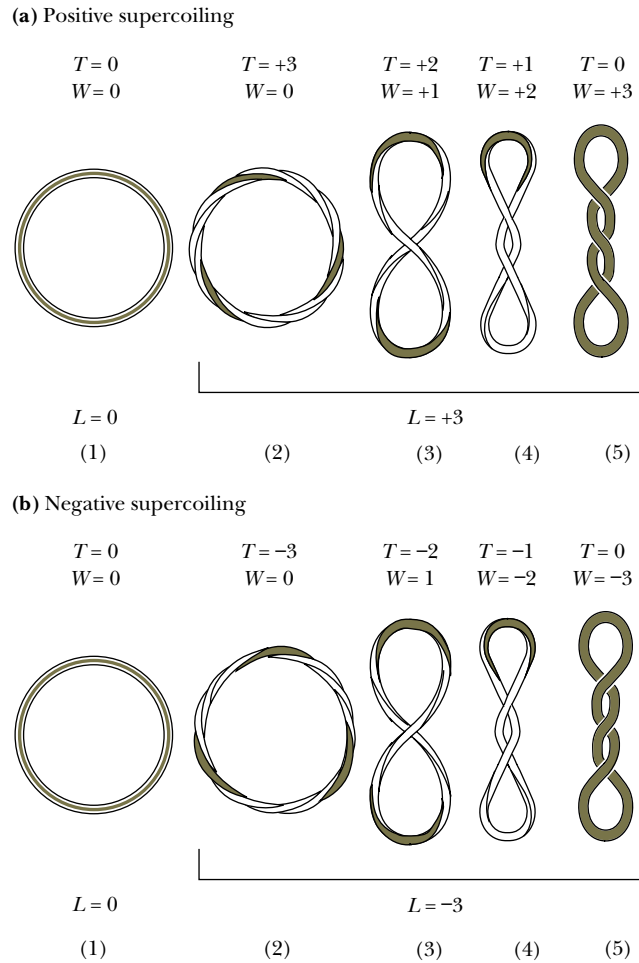 (a) Positive supercoiling
T = 0 T = +3 T = +2 T = +1 T = 0
W = 0 W = 0 W = +1 W = +2 W = +3
L = 0 L = +3
(1) (2) (3) (4) (5)
(b) Negative supercoiling
T = 0 T = −3 T = −2 T = −1 T = 0
W = 0 W = 0 W = 1 W = −2 W = −3
L = 0 L = −3
(1) (2) (3) (4) (5)